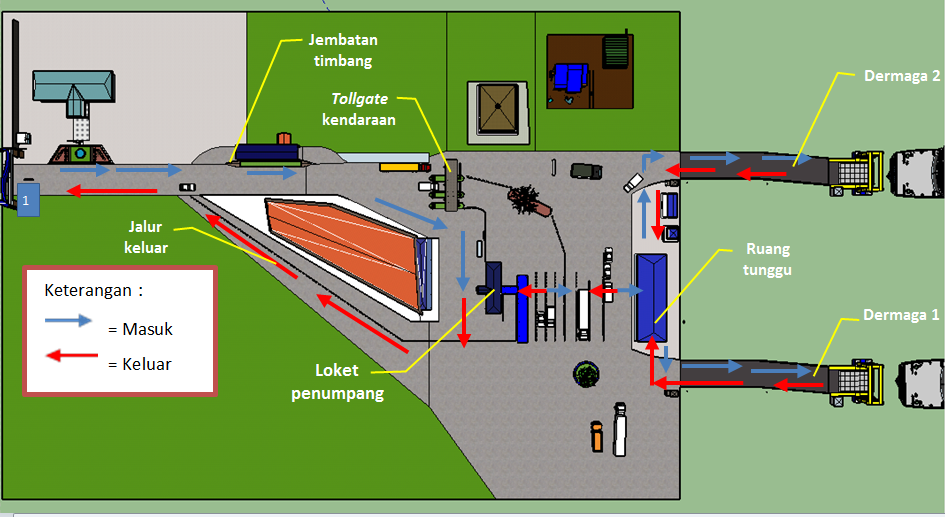 Jembatan
timbang
Tollgate
kendaraan
Dermaga 2
1
Jalur
keluar
Ruang
tunggu
Keterangan :
= Masuk
= Keluar
Loket
penumpang
Dermaga 1